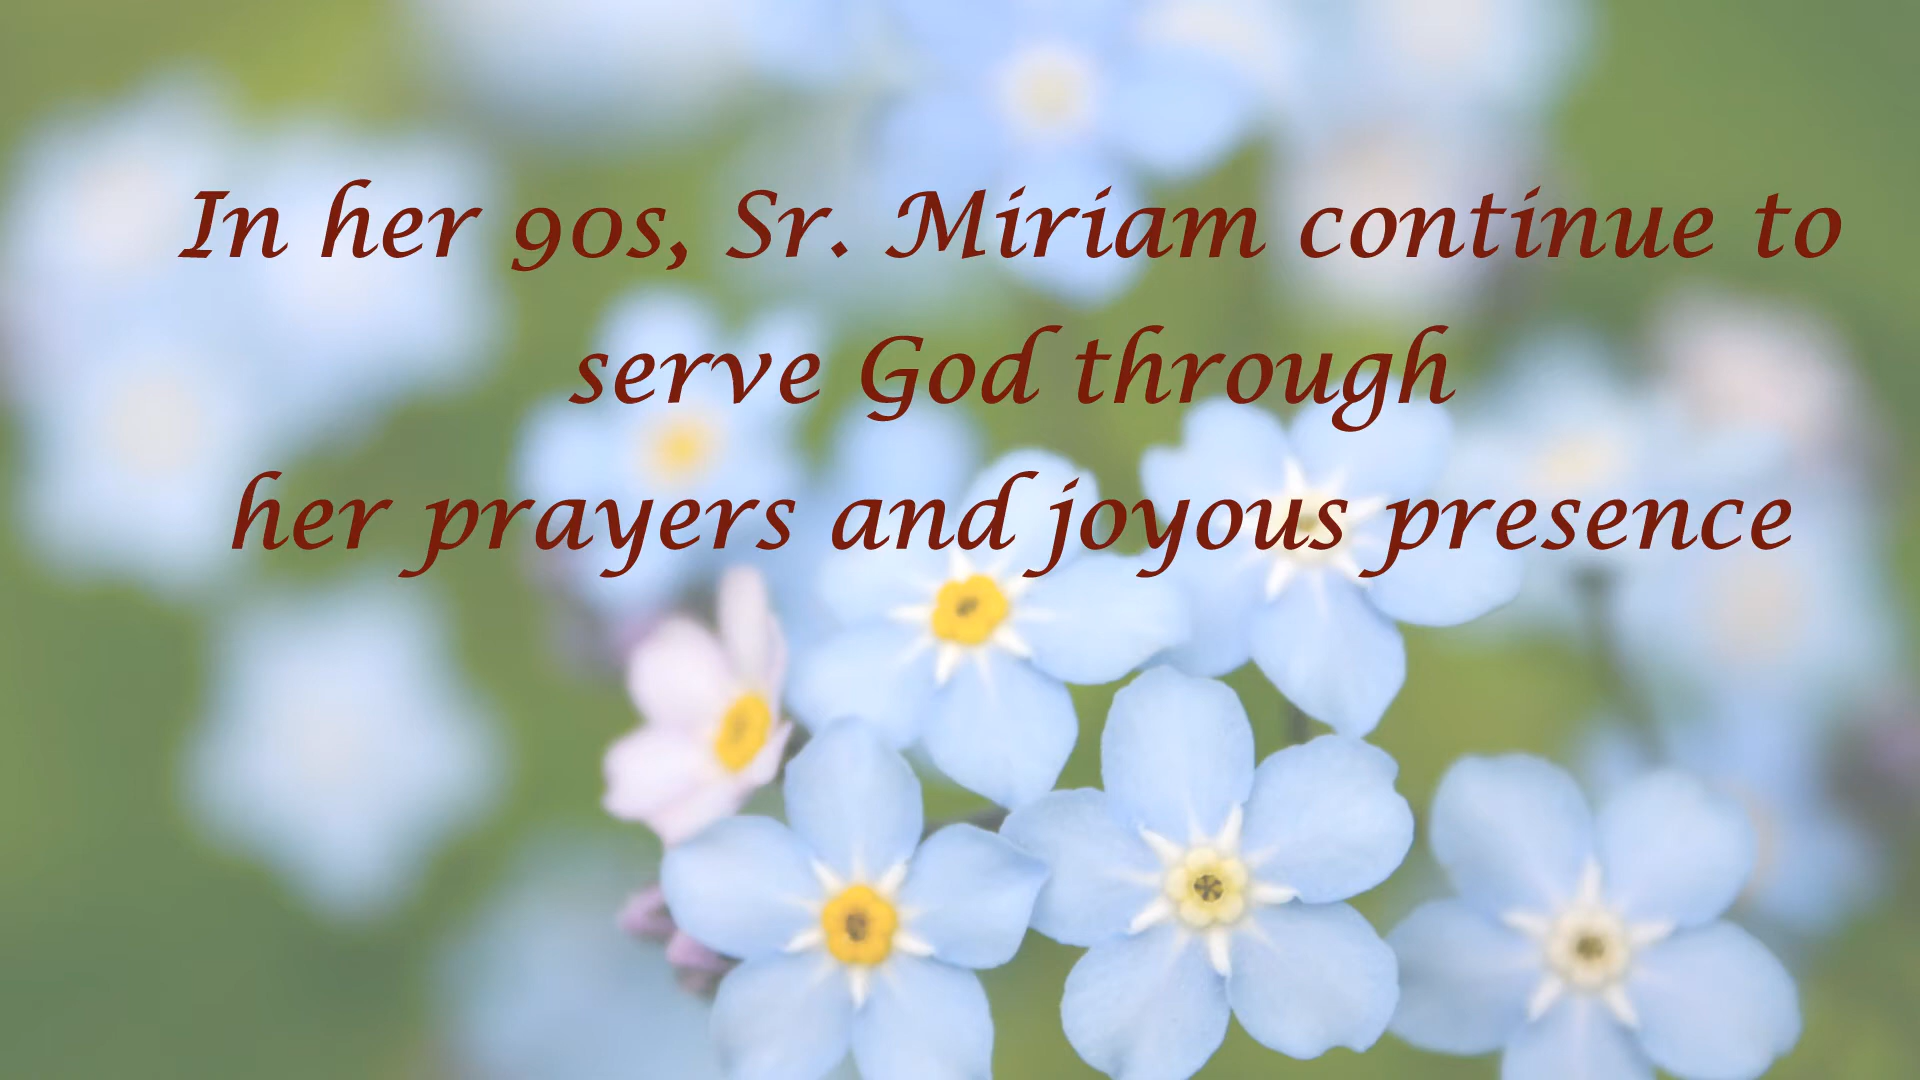 In her 90s, Sr. Miriam continue to
serve God through
her prayers and joyous presence